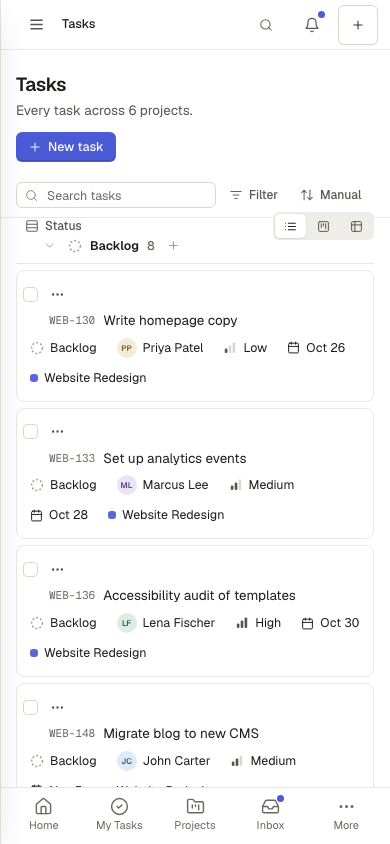 Tasks
Tasks
Every task across 6 projects.
New task
Search tasks
Filter
Manual
Status
Backlog 8
WEB-130 Write homepage copy
Backlog PP Priya Patel Low Oct 26
Website Redesign
WEB-133 Set up analytics events
Backlog ML Marcus Lee Medium
Oct 28 Website Redesign
WEB-136 Accessibility audit of templates
Backlog LF Lena Fischer High Oct 30
Website Redesign
WEB-148 Migrate blog to new CMS
Backlog JC John Carter Medium
Home My Tasks Projects Inbox More